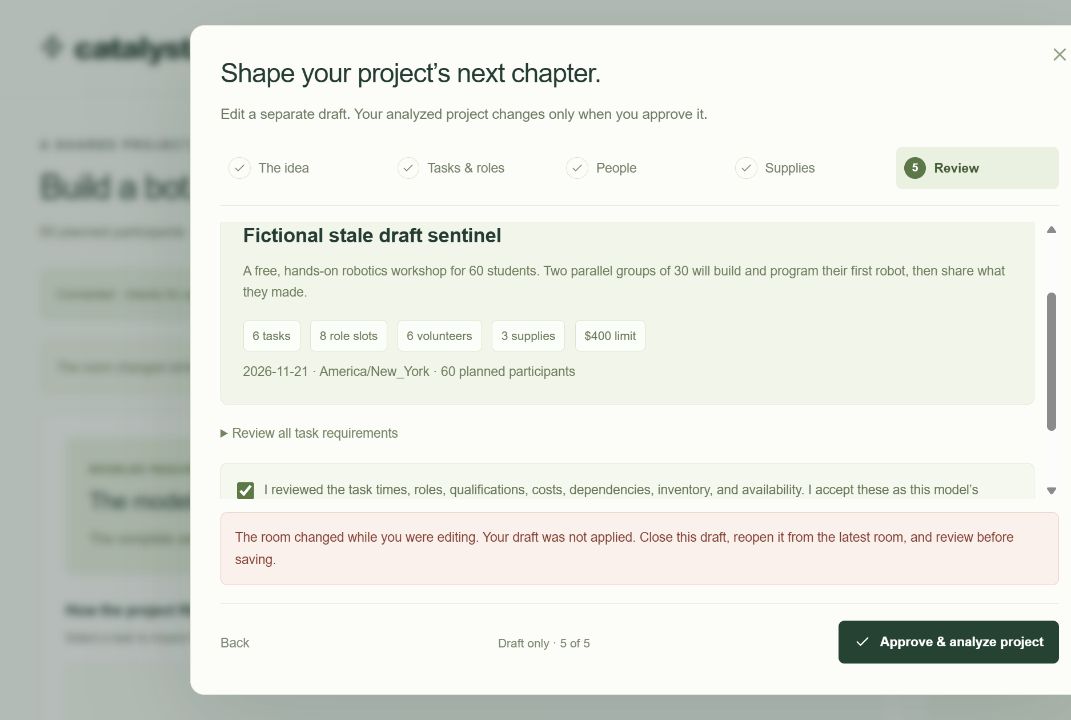 catalyst
A SHARED PROJECT
Build a bot
Shape your project’s next chapter.
Edit a separate draft. Your analyzed project changes only when you approve it.
The idea
Tasks & roles
People
Supplies
5 Review
Fictional stale draft sentinel
A free, hands-on robotics workshop for 60 students. Two parallel groups of 30 will build and program their first robot, then share what
they made.
6 tasks
8 role slots
6 volunteers
3 supplies
$400 limit
2026-11-21 · America/New_York · 60 planned participants
Review all task requirements
I reviewed the task times, roles, qualifications, costs, dependencies, inventory, and availability. I accept these as this model’s
The room changed while you were editing. Your draft was not applied. Close this draft, reopen it from the latest room, and review before
saving.
Back
Draft only · 5 of 5
Approve & analyze project